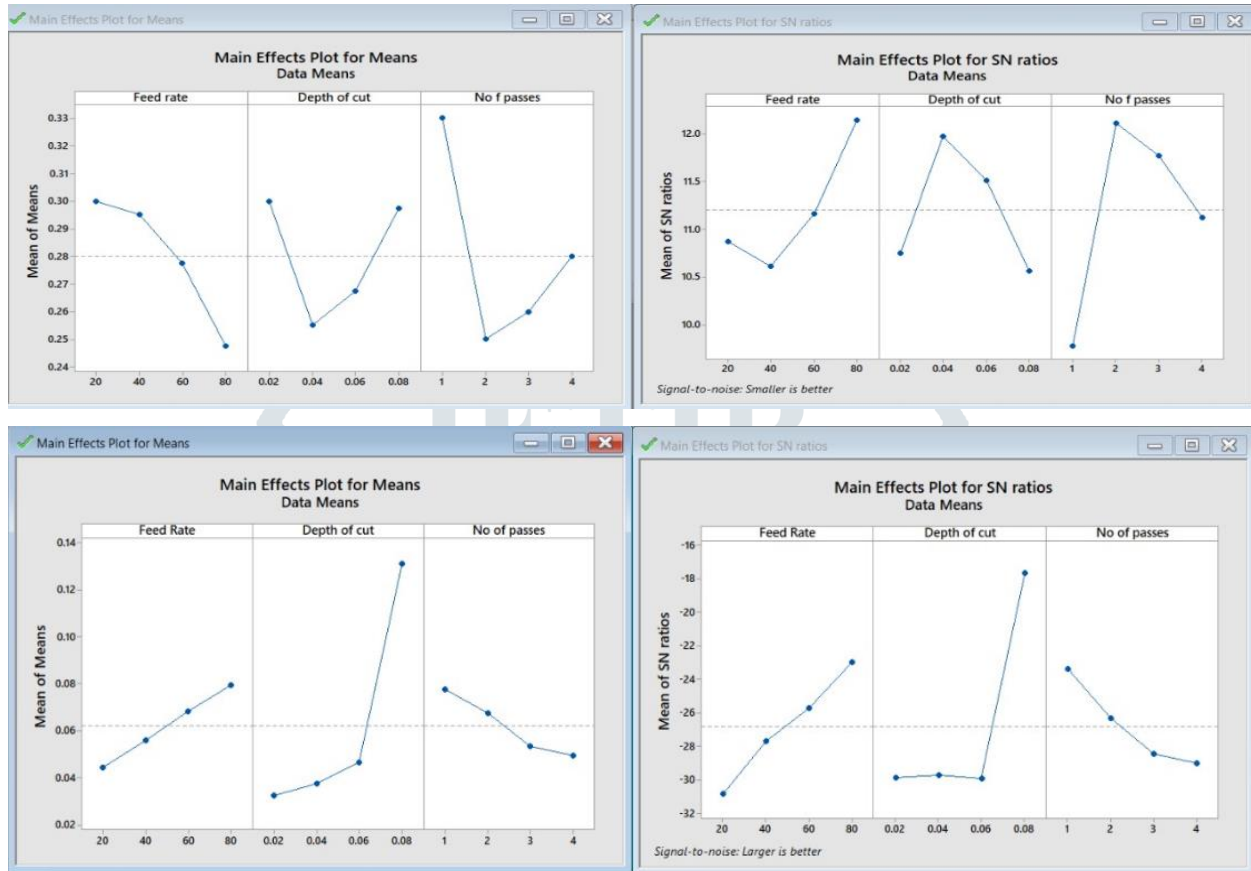 Main Effects Plot for Means
Main Effects Plot for Means
Data Means
Feed rate Depth of cut No f passes
Mean of Means
0.33
0.32
0.31
0.30
0.29
0.28
0.27
0.26
0.25
0.24
20 40 60 80 0.02 0.04 0.06 0.08 1 2 3 4
Main Effects Plot for SN ratios
Main Effects Plot for SN ratios
Data Means
Feed rate Depth of cut No f passes
Mean of SN ratios
12.0
11.5
11.0
10.5
10.0
20 40 60 80 0.02 0.04 0.06 0.08 1 2 3 4
Signal-to-noise: Smaller is better
Main Effects Plot for Means
Main Effects Plot for Means
Data Means
Feed Rate Depth of cut No of passes
Mean of Means
0.14
0.12
0.10
0.08
0.06
0.04
0.02
20 40 60 80 0.02 0.04 0.06 0.08 1 2 3 4
Main Effects Plot for SN ratios
Main Effects Plot for SN ratios
Data Means
Feed Rate Depth of cut No of passes
Mean of SN ratios
-16
-18
-20
-22
-24
-26
-28
-30
-32
20 40 60 80 0.02 0.04 0.06 0.08 1 2 3 4
Signal-to-noise: Larger is better